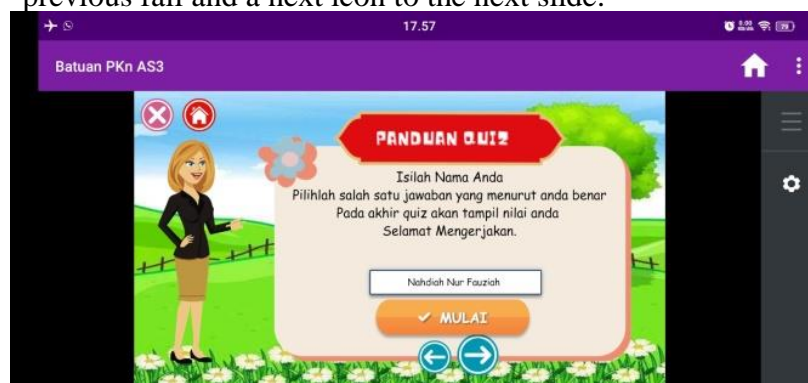 previous fall and a next icon to the next slide.
17.57
Batuan PKn AS3
PANDUAN QUIZ
Isilah Nama Anda
Pilihlah salah satu jawaban yang menurut anda benar
Pada akhir quiz akan tampil nilai anda
Selamat Mengerjakan.
Nahdiah Nur Fauziah
MULAI